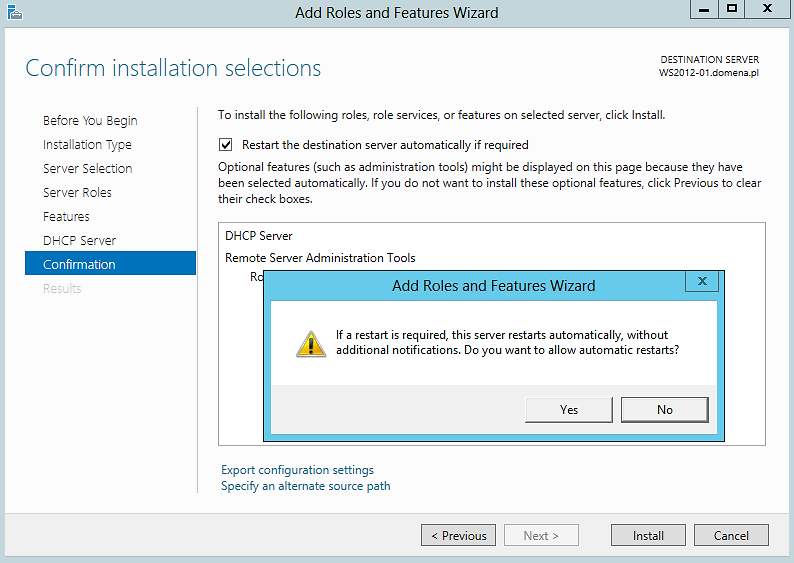 Add Roles and Features Wizard
Confirm installation selections
DESTINATION SERVER
WS2012-01.domena.pl
Before You Begin
Installation Type
Server Selection
Server Roles
Features
DHCP Server
Confirmation
Results
To install the following roles, role services, or features on selected server, click Install.
Restart the destination server automatically if required
Optional features (such as administration tools) might be displayed on this page because they have
been selected automatically. If you do not want to install these optional features, click Previous to clear
their check boxes.
DHCP Server
Remote Server Administration Tools
Add Roles and Features Wizard
If a restart is required, this server restarts automatically, without
additional notifications. Do you want to allow automatic restarts?
Yes
No
Export configuration settings
Specify an alternate source path
< Previous
Next >
Install
Cancel